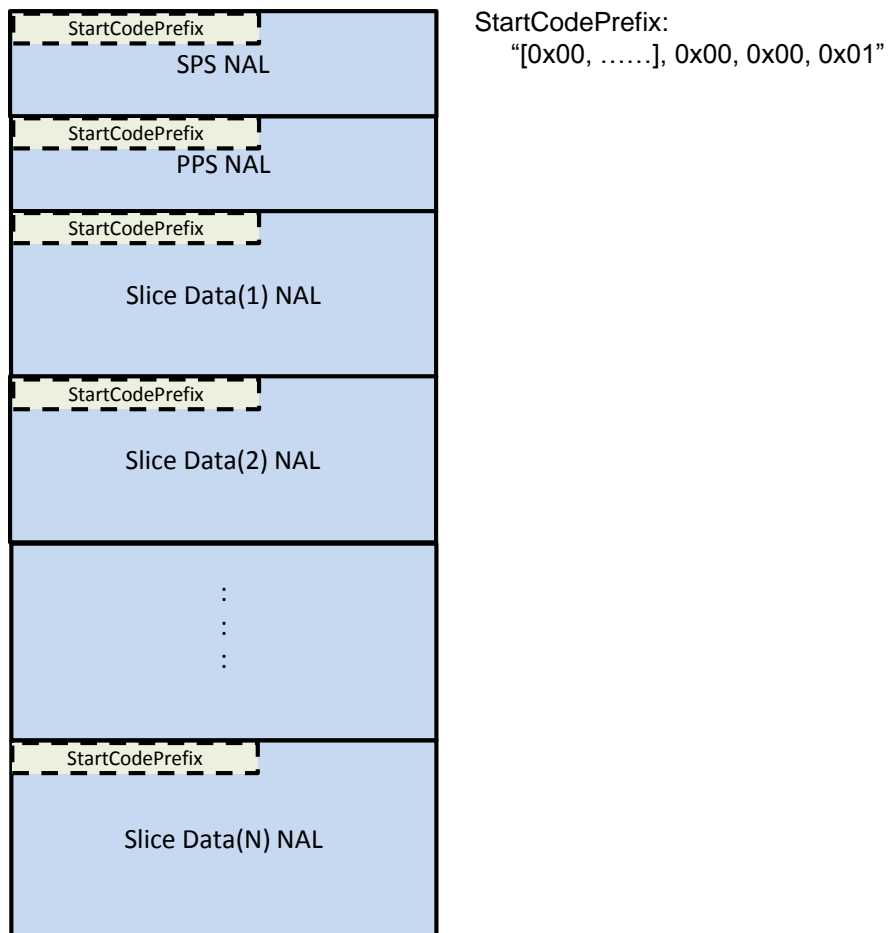 StartCodePrefix
SPS NAL
StartCodePrefix:
“[0x00, ……], 0x00, 0x00, 0x01”
StartCodePrefix
PPS NAL
StartCodePrefix
Slice Data(1) NAL
StartCodePrefix
Slice Data(2) NAL
:
:
:
StartCodePrefix
Slice Data(N) NAL